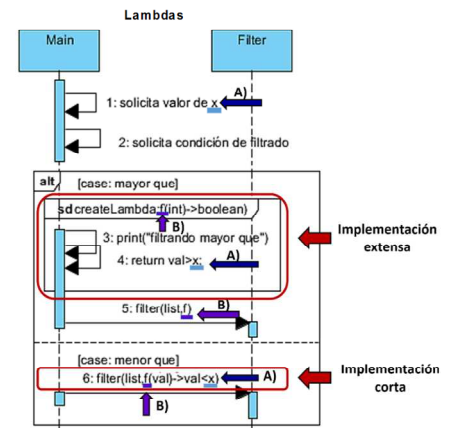 Lambdas
Main
Filter
1: solicita valor de x
A)
2: solicita condición de filtrado
alt
[case: mayor que]
sd createLambda:f(int)->boolean)
B)
3: print("filtrando mayor que")
4: return val>x;
A)
Implementación
extensa
5: filter(list,f)
B)
[case: menor que]
6: filter(list,f(val)->val<x)
A)
B)
Implementación
corta